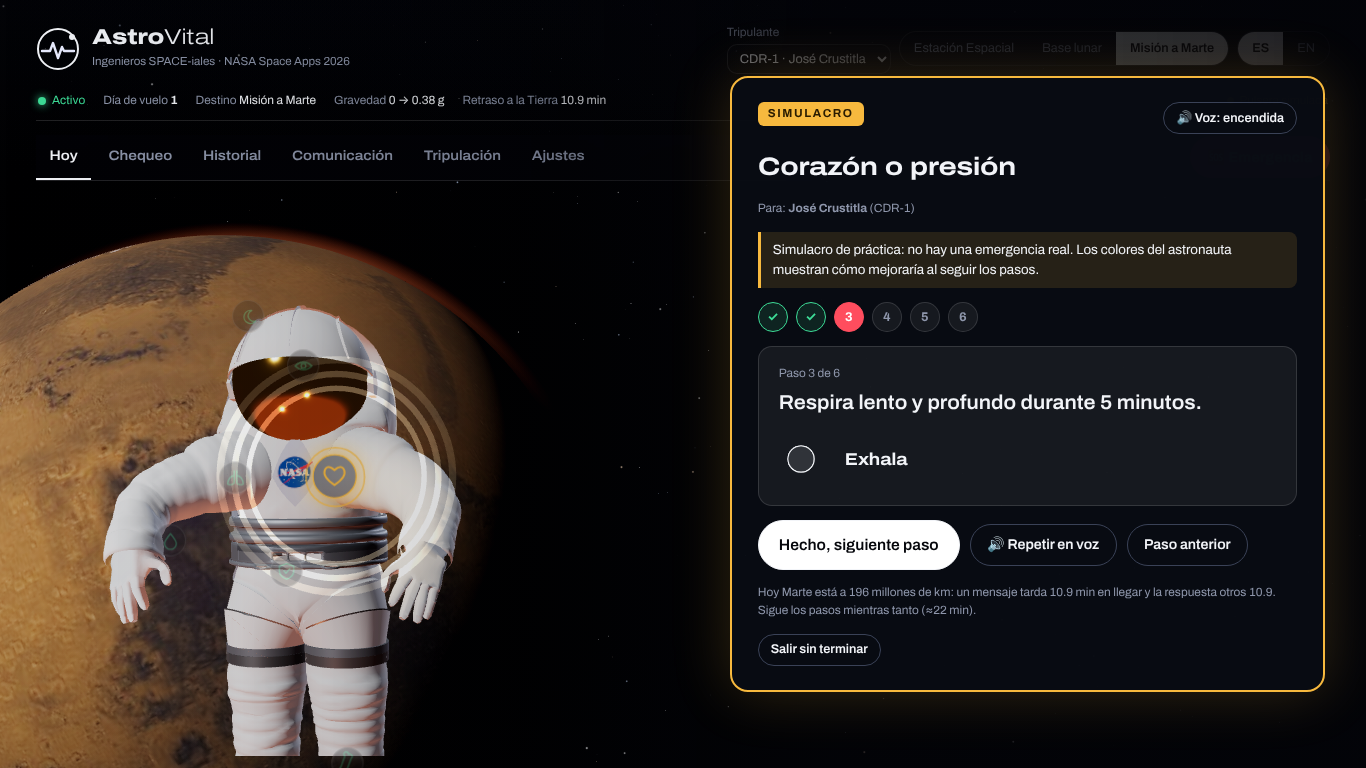 AstroVital
Ingenieros SPACE-iales · NASA Space Apps 2026
Tripulante
CDR-1 · José Crustitla
Estación Espacial
Base lunar
Misión a Marte
ES
EN
Activo
Día de vuelo 1
Destino Misión a Marte
Gravedad 0 → 0.38 g
Retraso a la Tierra 10.9 min
Hoy
Chequeo
Historial
Comunicación
Tripulación
Ajustes
NASA
SIMULACRO
Voz: encendida
Corazón o presión
Para: José Crustitla (CDR-1)
Simulacro de práctica: no hay una emergencia real. Los colores del astronauta
muestran cómo mejoraría al seguir los pasos.
3
4
5
6
Paso 3 de 6
Respira lento y profundo durante 5 minutos.
Exhala
Hecho, siguiente paso
Repetir en voz
Paso anterior
Hoy Marte está a 196 millones de km: un mensaje tarda 10.9 min en llegar y la respuesta otros 10.9.
Sigue los pasos mientras tanto (≈22 min).
Salir sin terminar